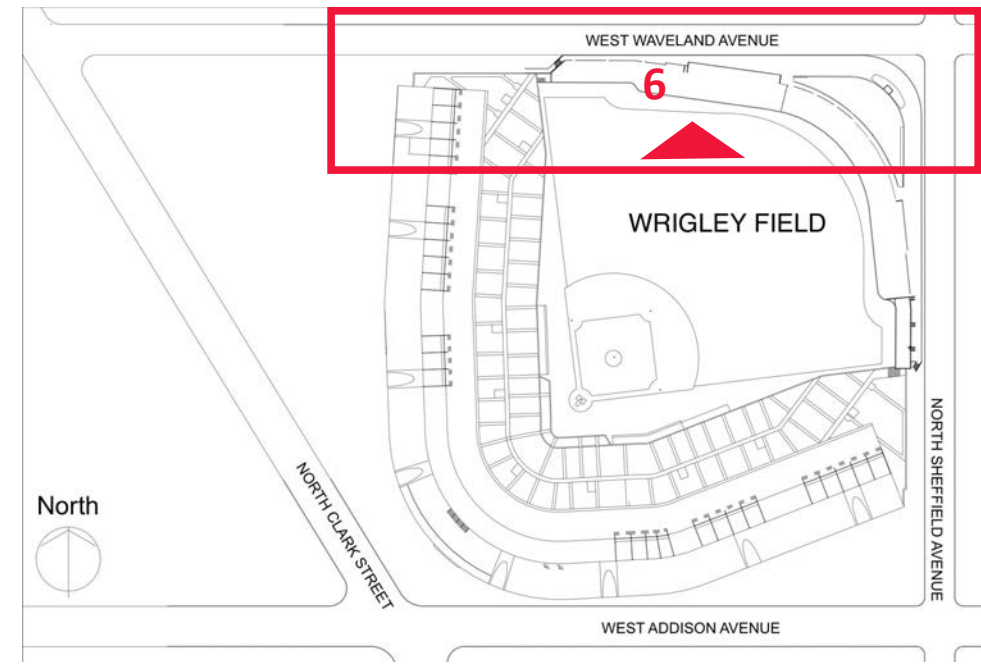 WEST WAVELAND AVENUE
6
WRIGLEY FIELD
North
NORTH CLARK STREET
NORTH SHEFFIELD AVENUE
WEST ADDISON AVENUE